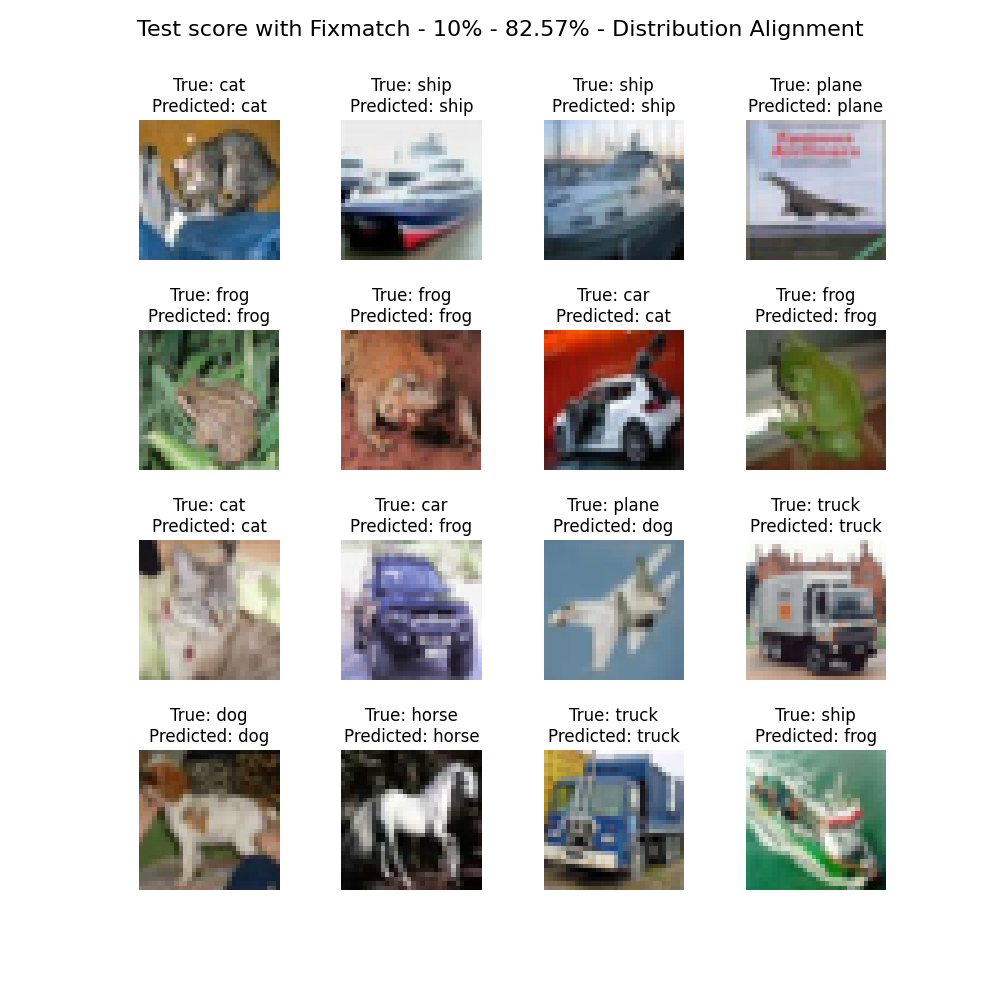 Test score with Fixmatch - 10% - 82.57% - Distribution Alignment
True: cat
Predicted: cat
True: ship
Predicted: ship
True: ship
Predicted: ship
True: plane
Predicted: plane
True: frog
Predicted: frog
True: frog
Predicted: frog
True: car
Predicted: cat
True: frog
Predicted: frog
True: cat
Predicted: cat
True: car
Predicted: frog
True: plane
Predicted: dog
True: truck
Predicted: truck
True: dog
Predicted: dog
True: horse
Predicted: horse
True: truck
Predicted: truck
True: ship
Predicted: frog